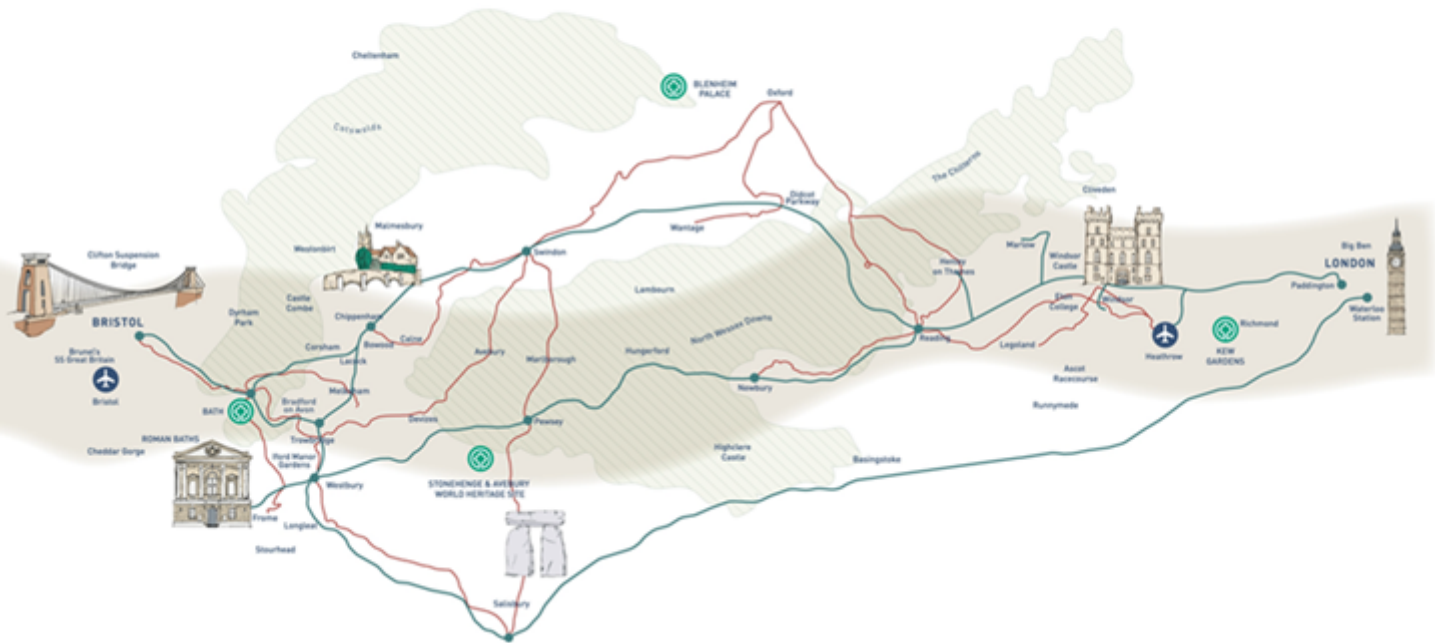 Cheltenham
Cotswolds
BLENHEIM
PALACE
Oxford
The Chilterns
Cliveden
Didcot
Parkway
Wantage
Malmesbury
Westonbirt
Swindon
Clifton Suspension
Bridge
BRISTOL
Dyrham
Park
Castle
Combe
Chippenham
Bowood
Calne
Corsham
Lacock
Lambourn
North Wessex Downs
Henley
on Thames
Marlow
Windsor
Castle
Eton
College
Windsor
Big Ben
LONDON
Paddington
Waterloo
Station
Richmond
KEW
GARDENS
Heathrow
Legoland
Reading
Ascot
Racecourse
Runnymede
Brunel's
SS Great Britain
Bristol
Avebury
Marlborough
Hungerford
Newbury
Melksham
Bradford
on Avon
BATH
Trowbridge
Devizes
Pewsey
ROMAN BATHS
Cheddar Gorge
Iford Manor
Gardens
Westbury
STONEHENGE & AVEBURY
WORLD HERITAGE SITE
Highclere
Castle
Basingstoke
Frome
Longleat
Stourhead
Salisbury